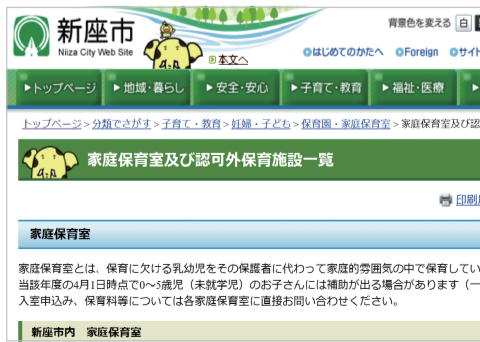 新座市
Niiza City Web Site
本文へ
背景色を変える 白
はじめてのかたへ Foreign サイト
トップページ 地域・暮らし 安全・安心 子育て・教育 福祉・医療
トップページ > 分類でさがす > 子育て・教育 > 妊婦・子ども > 保育園・家庭保育室 > 家庭保育室及び認
家庭保育室及び認可外保育施設一覧
印刷
家庭保育室
家庭保育室とは、保育に欠ける乳幼児をその保護者に代わって家庭的雰囲気の中で保育してい
当該年度の4月1日時点で0～5歳児（未就学児）のお子さんには補助が出る場合があります（一
入室申込み、保育料等については各家庭保育室に直接お問い合わせください。
新座市内 家庭保育室